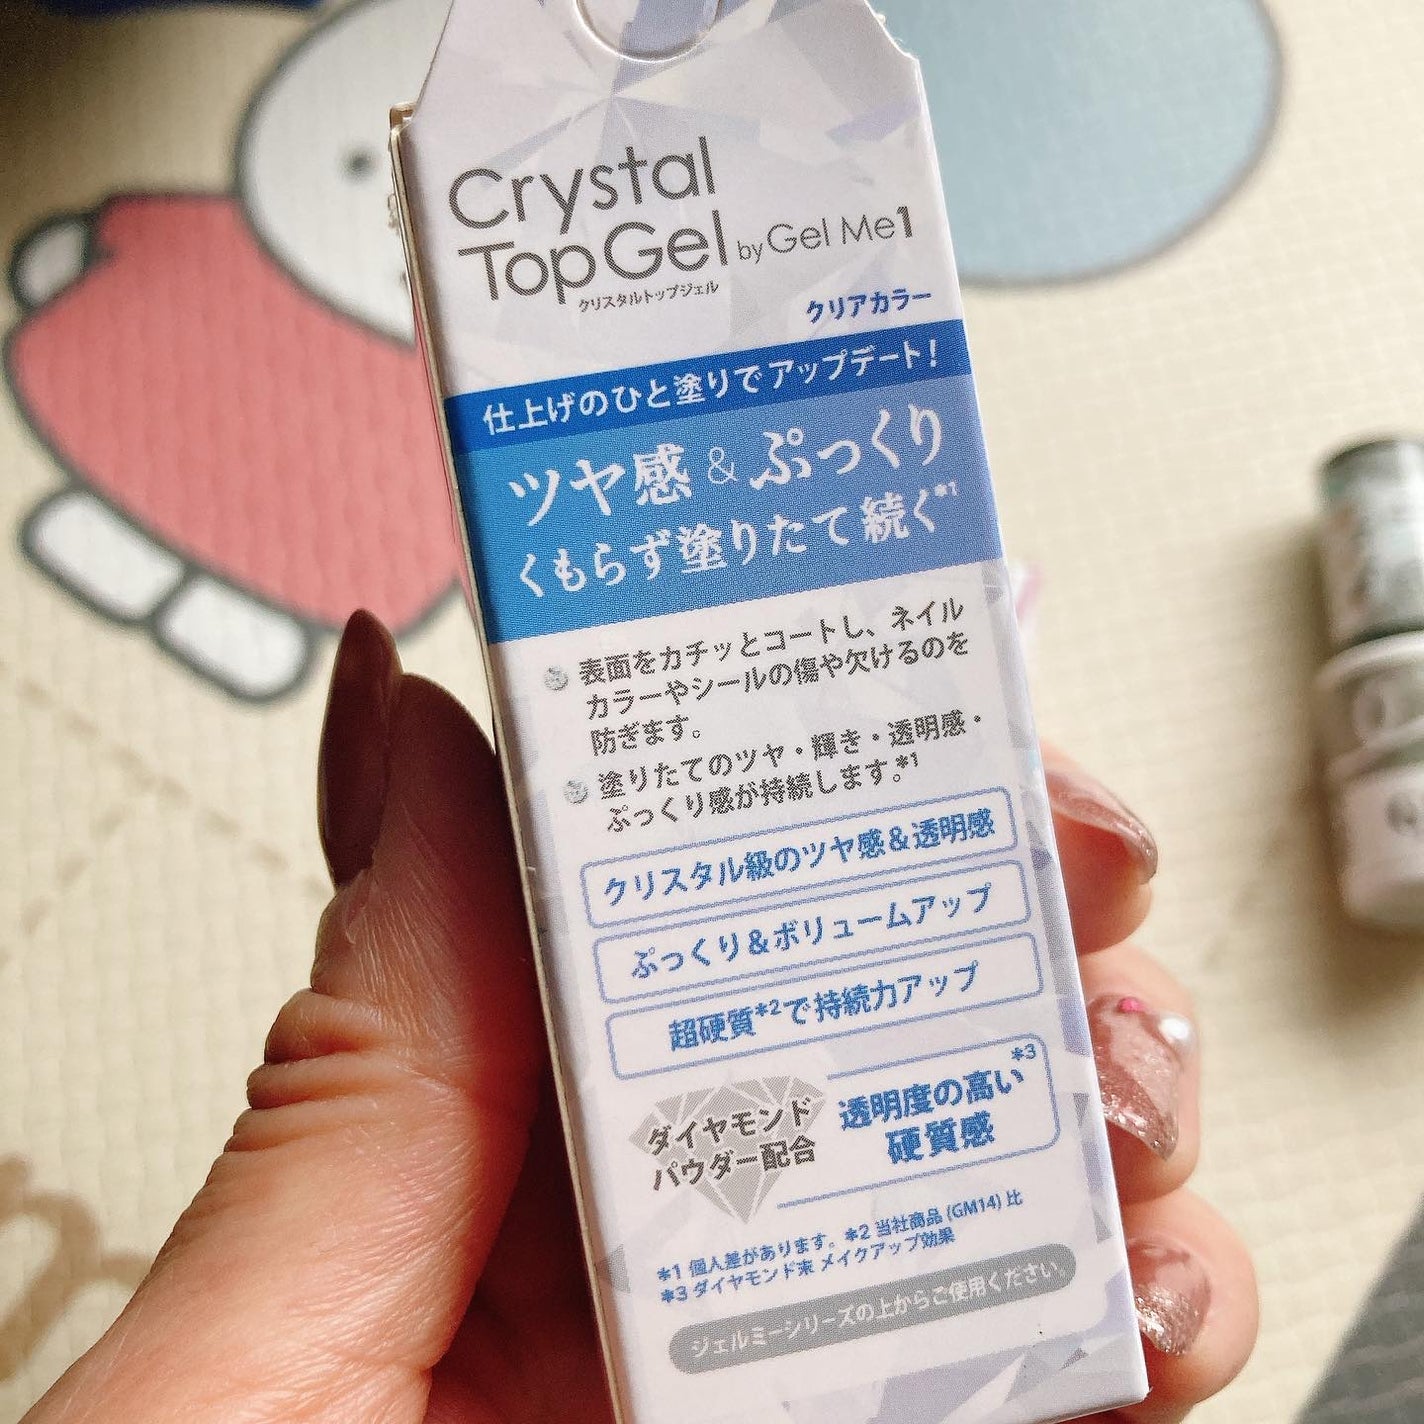 Crystal
TopGel by Gel Me1
クリスタルトップジェル
クリアカラー
仕上げのひと塗りでアップデート!
ツヤ感&ぷっくり
くもらず塗りたて続く*1
表面をカチッとコートし、ネイル
カラーやシールの傷や欠けるのを
防ぎます。
塗りたてのツヤ・輝き・透明感・
ぷっくり感が持続します。*1
クリスタル級のツヤ感&透明感
ぷっくり&ボリュームアップ
超硬質*2で持続力アップ
ダイヤモンド
パウダー配合
透明度の高い*3
硬質感
*1 個人差があります。*2 当社商品(GM14)比
*3 ダイヤモンド末 メイクアップ効果
ジェルミーシリーズの上からご使用ください。